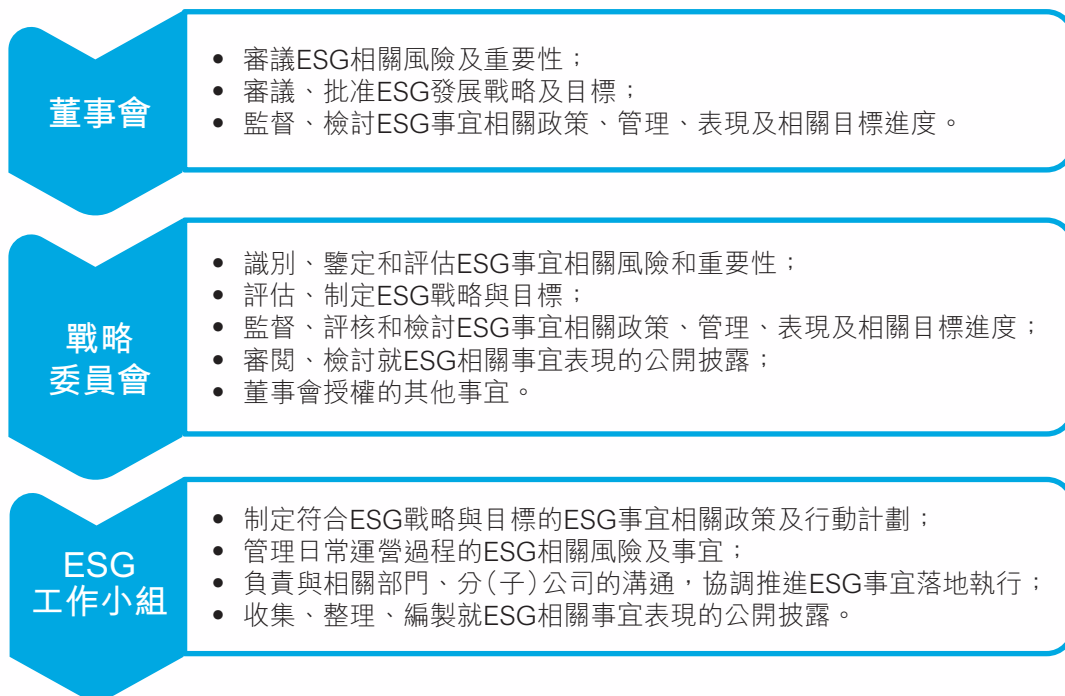 董事會
• 審議ESG相關風險及重要性；
• 審議、批准ESG發展戰略及目標；
• 監督、檢討ESG事宜相關政策、管理、表現及相關目標進度。
戰略
委員會
• 識別、鑒定和評估ESG事宜相關風險和重要性；
• 評估、制定ESG戰略與目標；
• 監督、評核和檢討ESG事宜相關政策、管理、表現及相關目標進度；
• 審閱、檢討就ESG相關事宜表現的公開披露；
• 董事會授權的其他事宜。
ESG
工作小組
• 制定符合ESG戰略與目標的ESG事宜相關政策及行動計劃；
• 管理日常運營過程的ESG相關風險及事宜；
• 負責與相關部門、分（子）公司的溝通，協調推進ESG事宜落地執行；
• 收集、整理、編製就ESG相關事宜表現的公開披露。